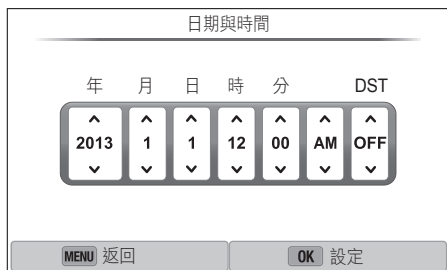 日期與時間
年 月 日 時 分 DST
2013 1 1 12 00 AM OFF
MENU 返回 OK 設定